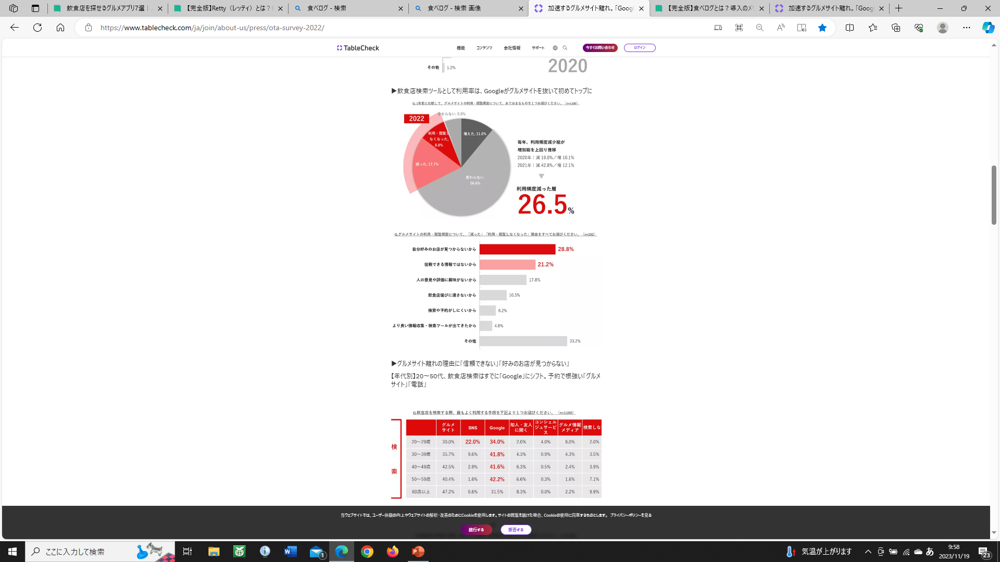 飲食店を探せるグルメアプリ7選｜
【完全版】Retty（レッティ）とは？
食べログ - 検索
食べログ - 検索 画像
加速するグルメサイト離れ。「Goog
【完全版】食べログとは？導入のメリ
加速するグルメサイト離れ。「Goog
https://www.tablecheck.com/ja/join/about-us/press/ota-survey-2022/
TableCheck
機能 コンテンツ 会社情報 サポート 今すぐお問い合わせ ログイン
その他 1.2%
2020
▶飲食店検索ツールとして利用率は、Googleがグルメサイトを抜いて初めてトップに
Q.1年前と比較して、グルメサイトの利用・閲覧頻度について、あてはまるものを1つお選びください。（n=1100）
2022
分からない, 5.5%
利用・閲覧し
なくなった,
8.8%
増えた, 11.0%
減った, 17.7%
変わらない,
56.6%
毎年、利用頻度減少組が
増加組を上回り推移
2020年：減 19.0%／増 10.1%
2021年：減 42.8%／増 12.1%
利用頻度減った層
26.5%
Q.グルメサイトの利用・閲覧頻度について、「減った」「利用・閲覧しなくなった」理由をすべてお選びください。（n=292）
自分好みのお店が見つからないから 28.8%
信頼できる情報ではないから 21.2%
人の意見や評価に興味がないから 17.8%
飲食店選びに適さないから 10.3%
検索や予約がしにくいから 6.2%
より良い情報収集・検索ツールが出てきたから 4.8%
その他 33.2%
▶グルメサイト離れの理由に「信頼できない」「好みのお店が見つからない」
【年代別】20～50代、飲食店検索はすでに「Google」にシフト。予約で根強い「グルメ
サイト」「電話」
Q.飲食店を検索する際、最もよく利用する手段を下記より1つお選びください。（n=1100）
検索
グルメサイト SNS Google 知人・友人に聞く コンシェルジュサービス グルメ情報メディア 検索しな
20～29歳 30.0% 22.0% 34.0% 2.0% 4.0% 6.0% 2.0%
30～39歳 35.7% 9.6% 41.8% 4.3% 0.9% 4.3% 3.5%
40～49歳 42.5% 2.9% 41.6% 6.3% 0.5% 2.4% 3.9%
50～59歳 40.4% 1.6% 42.2% 6.6% 0.3% 1.6% 7.1%
60歳以上 47.2% 0.6% 31.5% 8.3% 0.0% 2.2% 9.9%
当ウェブサイトでは、ユーザー体験の向上やウェブサイトの解析・改善のためにCookieを使用します。サイトの閲覧を続けた場合、Cookieの使用に同意するものとします。 プライバシーポリシーを見る
続行する 拒否する
ここに入力して検索
1
気温が上がります
あ
9:58
2023/11/19
23